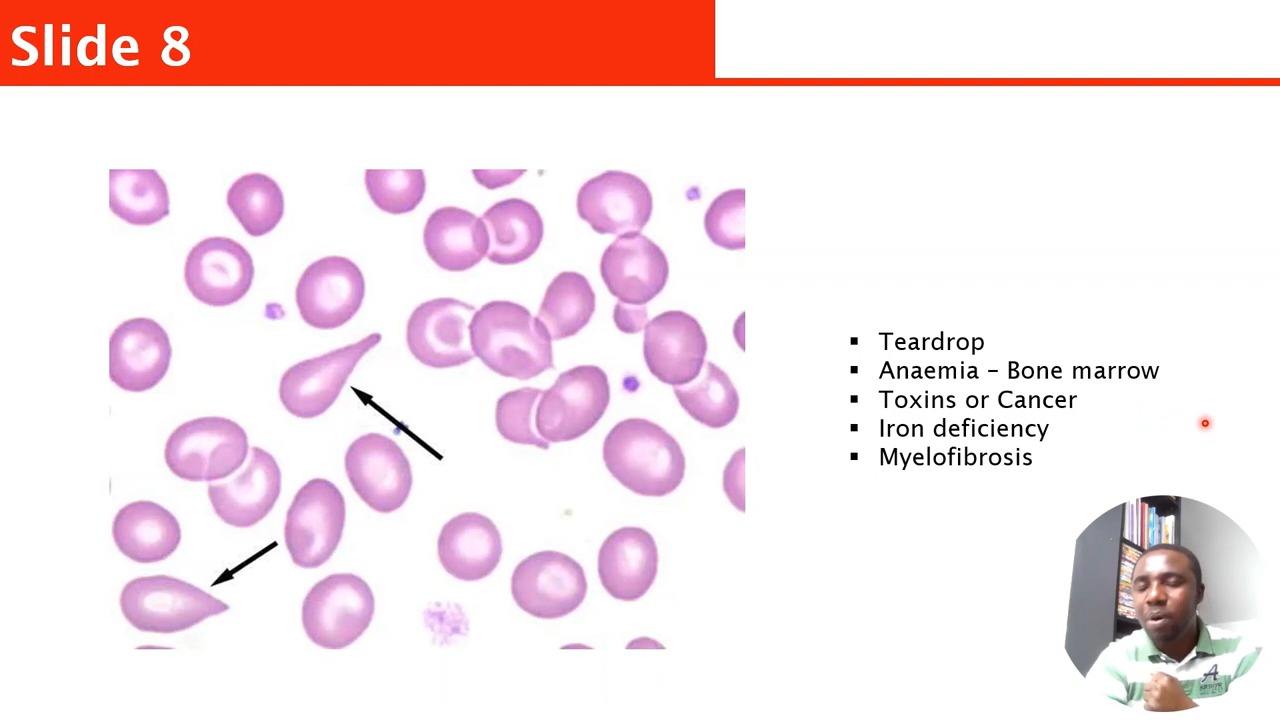 Slide 8
▪ Teardrop
▪ Anaemia – Bone marrow
▪ Toxins or Cancer
▪ Iron deficiency
▪ Myelofibrosis
A